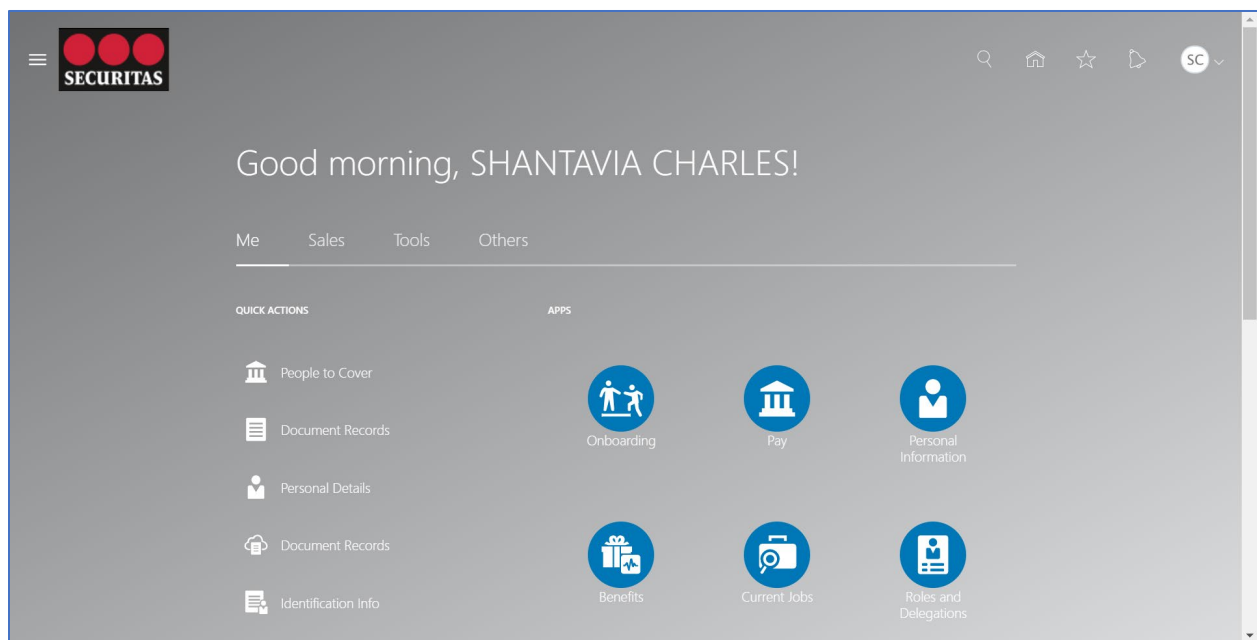 SECURITAS
SC
Good morning, SHANTAVIA CHARLES!
Me Sales Tools Others
QUICK ACTIONS
APPS
People to Cover
Document Records
Personal Details
Document Records
Identification Info
Onboarding
Pay
Personal
Information
Benefits
Current Jobs
Roles and
Delegations